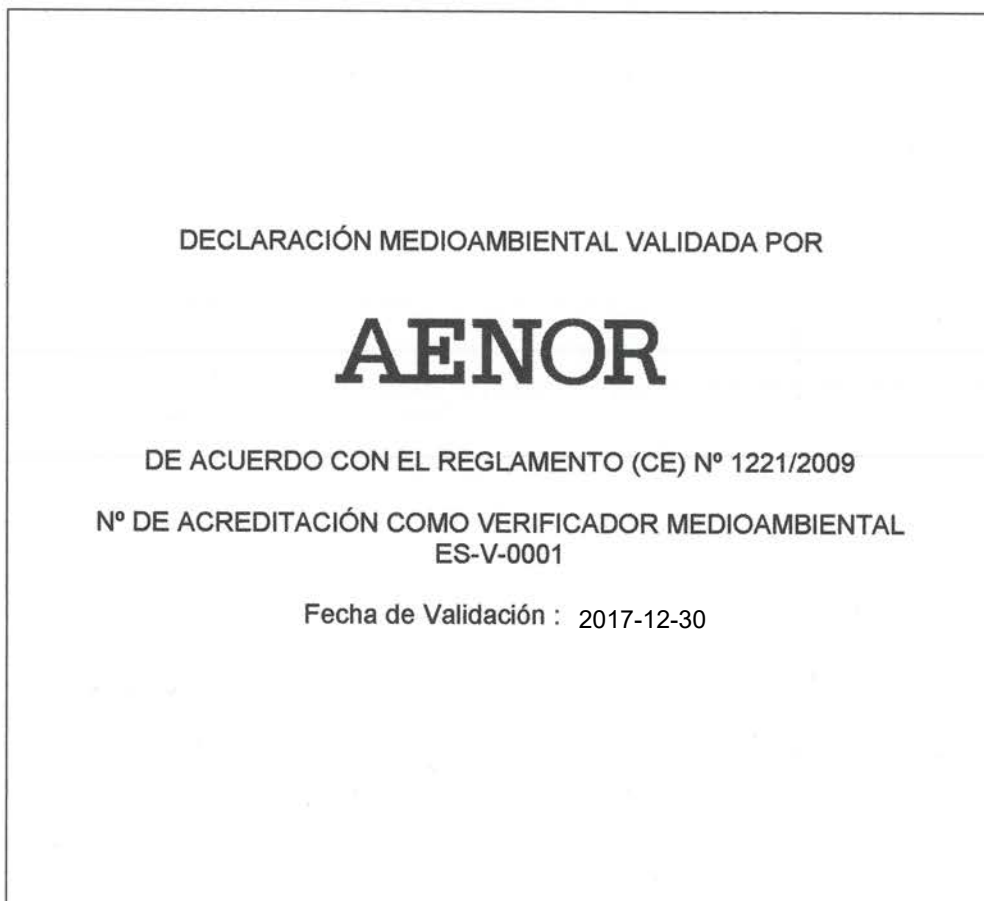 DECLARACIÓN MEDIOAMBIENTAL VALIDADA POR
AENOR
DE ACUERDO CON EL REGLAMENTO (CE) Nº 1221/2009
Nº DE ACREDITACIÓN COMO VERIFICADOR MEDIOAMBIENTAL
ES-V-0001
Fecha de Validación : 2017-12-30